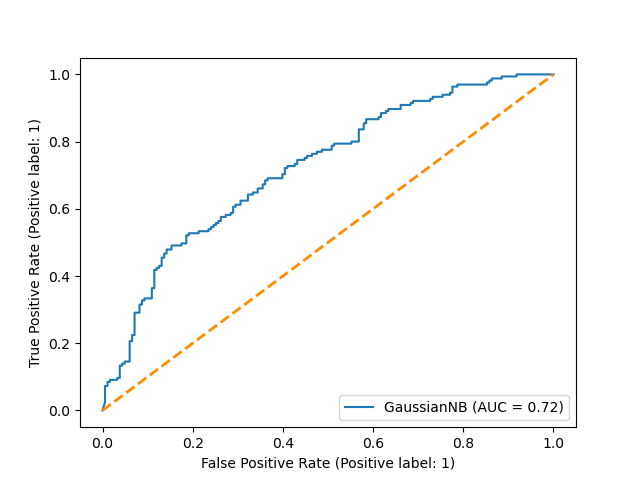 1.0
0.8
0.6
0.4
0.2
0.0
True Positive Rate (Positive label: 1)
GaussianNB (AUC = 0.72)
0.0 0.2 0.4 0.6 0.8 1.0
False Positive Rate (Positive label: 1)